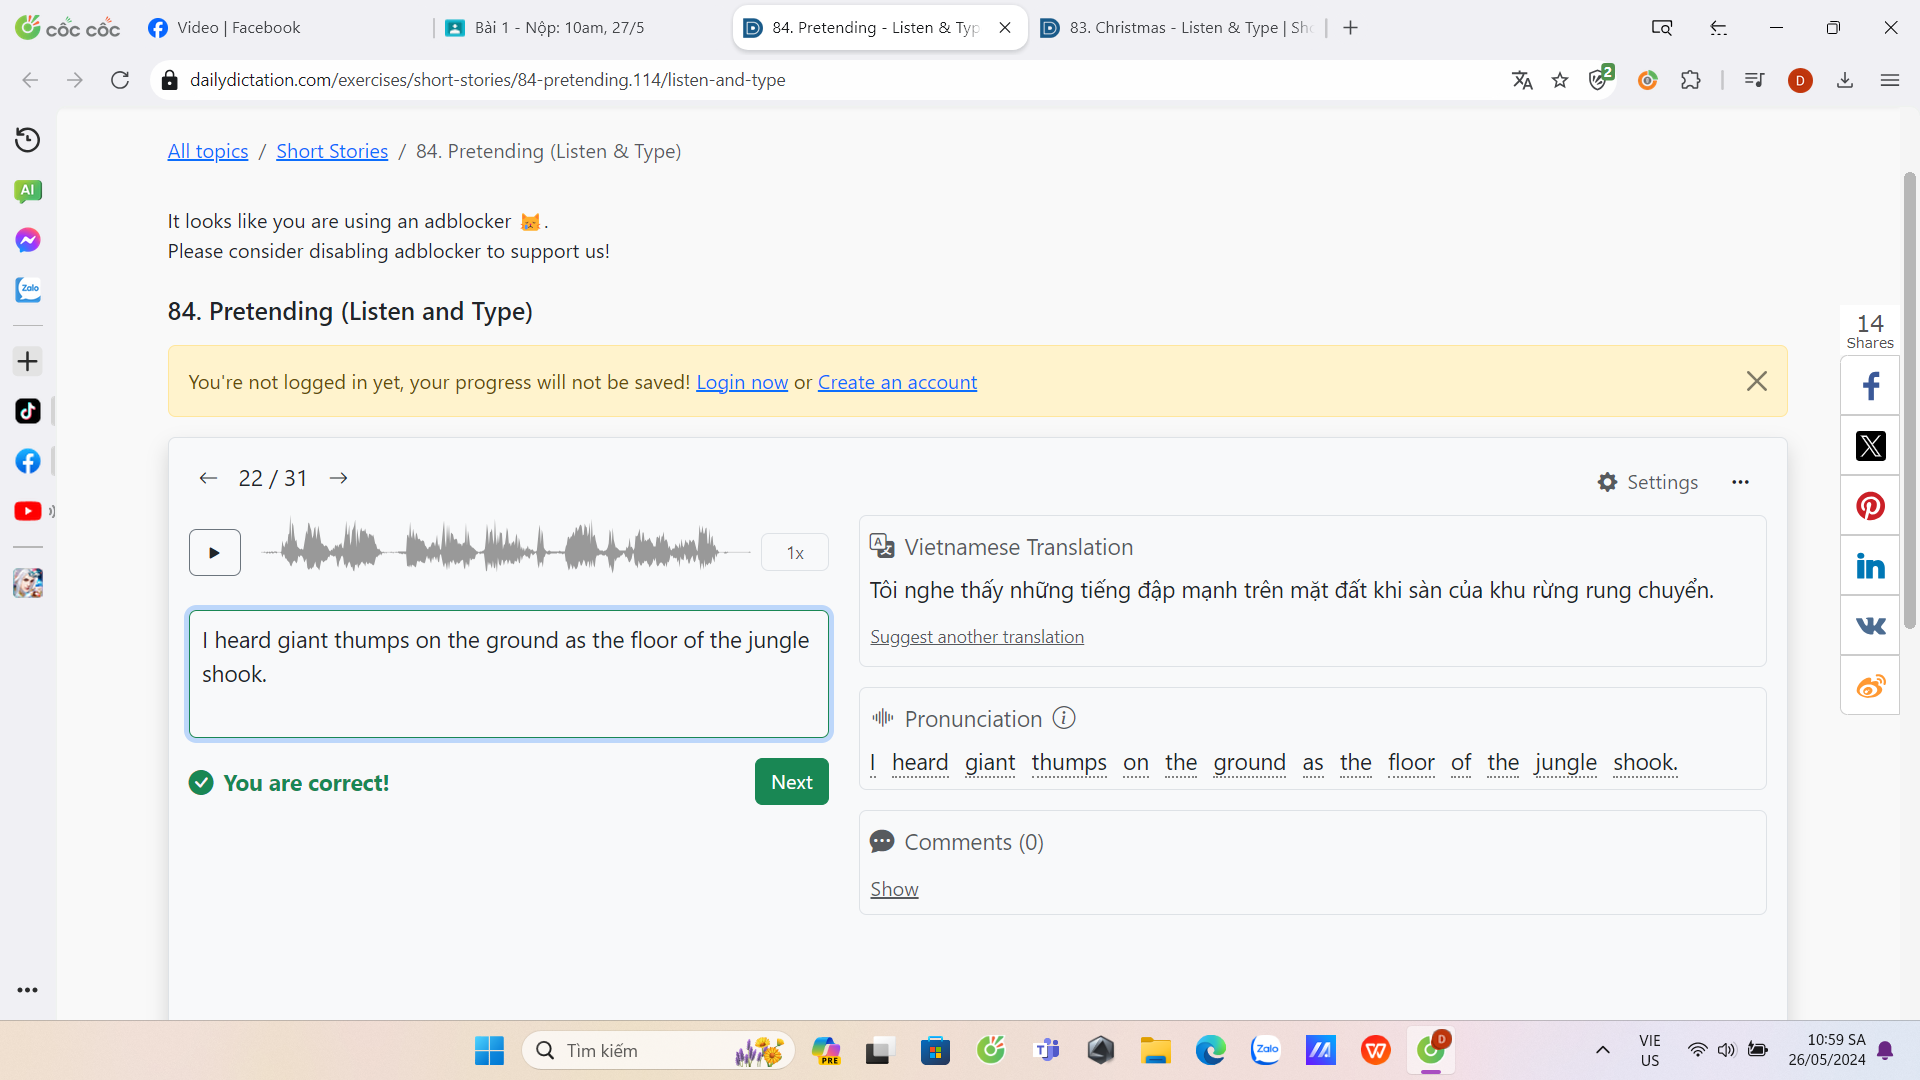 cốc cốc
Video | Facebook
Bài 1 - Nộp: 10am, 27/5
84. Pretending - Listen & Typ
83. Christmas - Listen & Type | Sho
dailydictation.com/exercises/short-stories/84-pretending.114/listen-and-type
2
D
AI
Zalo
All topics / Short Stories / 84. Pretending (Listen & Type)
It looks like you are using an adblocker 😿.
Please consider disabling adblocker to support us!
84. Pretending (Listen and Type)
You're not logged in yet, your progress will not be saved! Login now or Create an account
14
Shares
22 / 31
Settings
1x
Vietnamese Translation
Tôi nghe thấy những tiếng đập mạnh trên mặt đất khi sàn của khu rừng rung chuyển.
Suggest another translation
I heard giant thumps on the ground as the floor of the jungle
shook.
Pronunciation
I heard giant thumps on the ground as the floor of the jungle shook.
You are correct!
Next
Comments (0)
Show
Tìm kiếm
PRE
Zalo
D
VIE
US
10:59 SA
26/05/2024